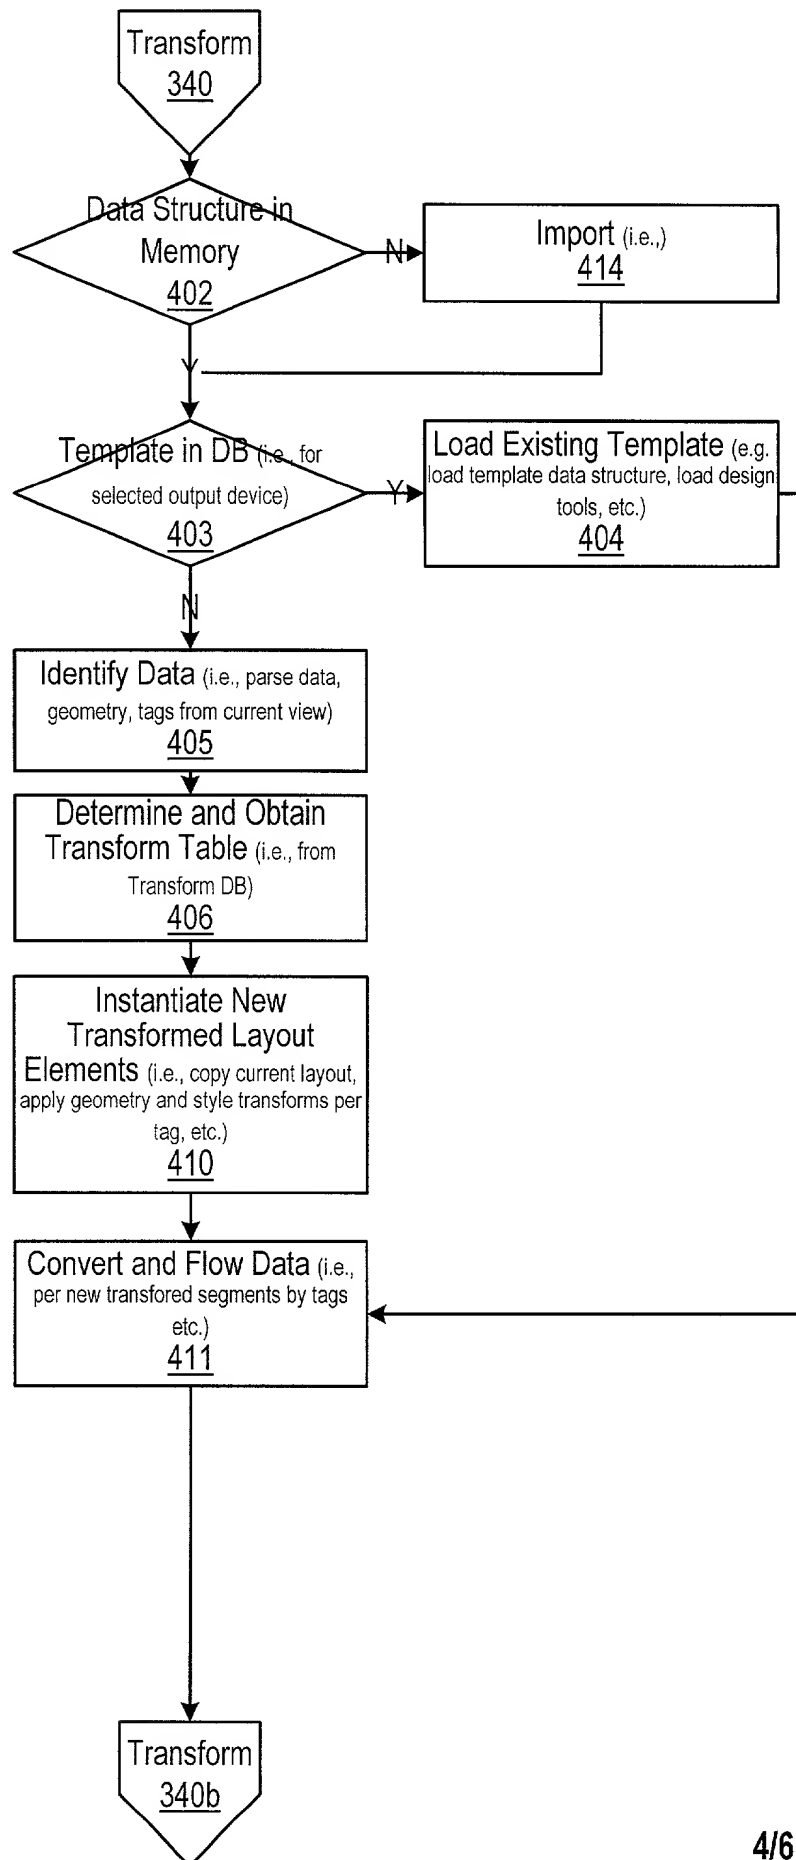 Transform
340
Data Structure in
Memory
402
N
Import (i.e.,)
414
Y
Template in DB (i.e., for
selected output device)
403
Y
Load Existing Template (e.g.
load template data structure, load design
tools, etc.)
404
N
Identify Data (i.e., parse data,
geometry, tags from current view)
405
Determine and Obtain
Transform Table (i.e., from
Transform DB)
406
Instantiate New
Transformed Layout
Elements (i.e., copy current layout,
apply geometry and style transforms per
tag, etc.)
410
Convert and Flow Data (i.e.,
per new transfored segments by tags
etc.)
411
Transform
340b
4/6